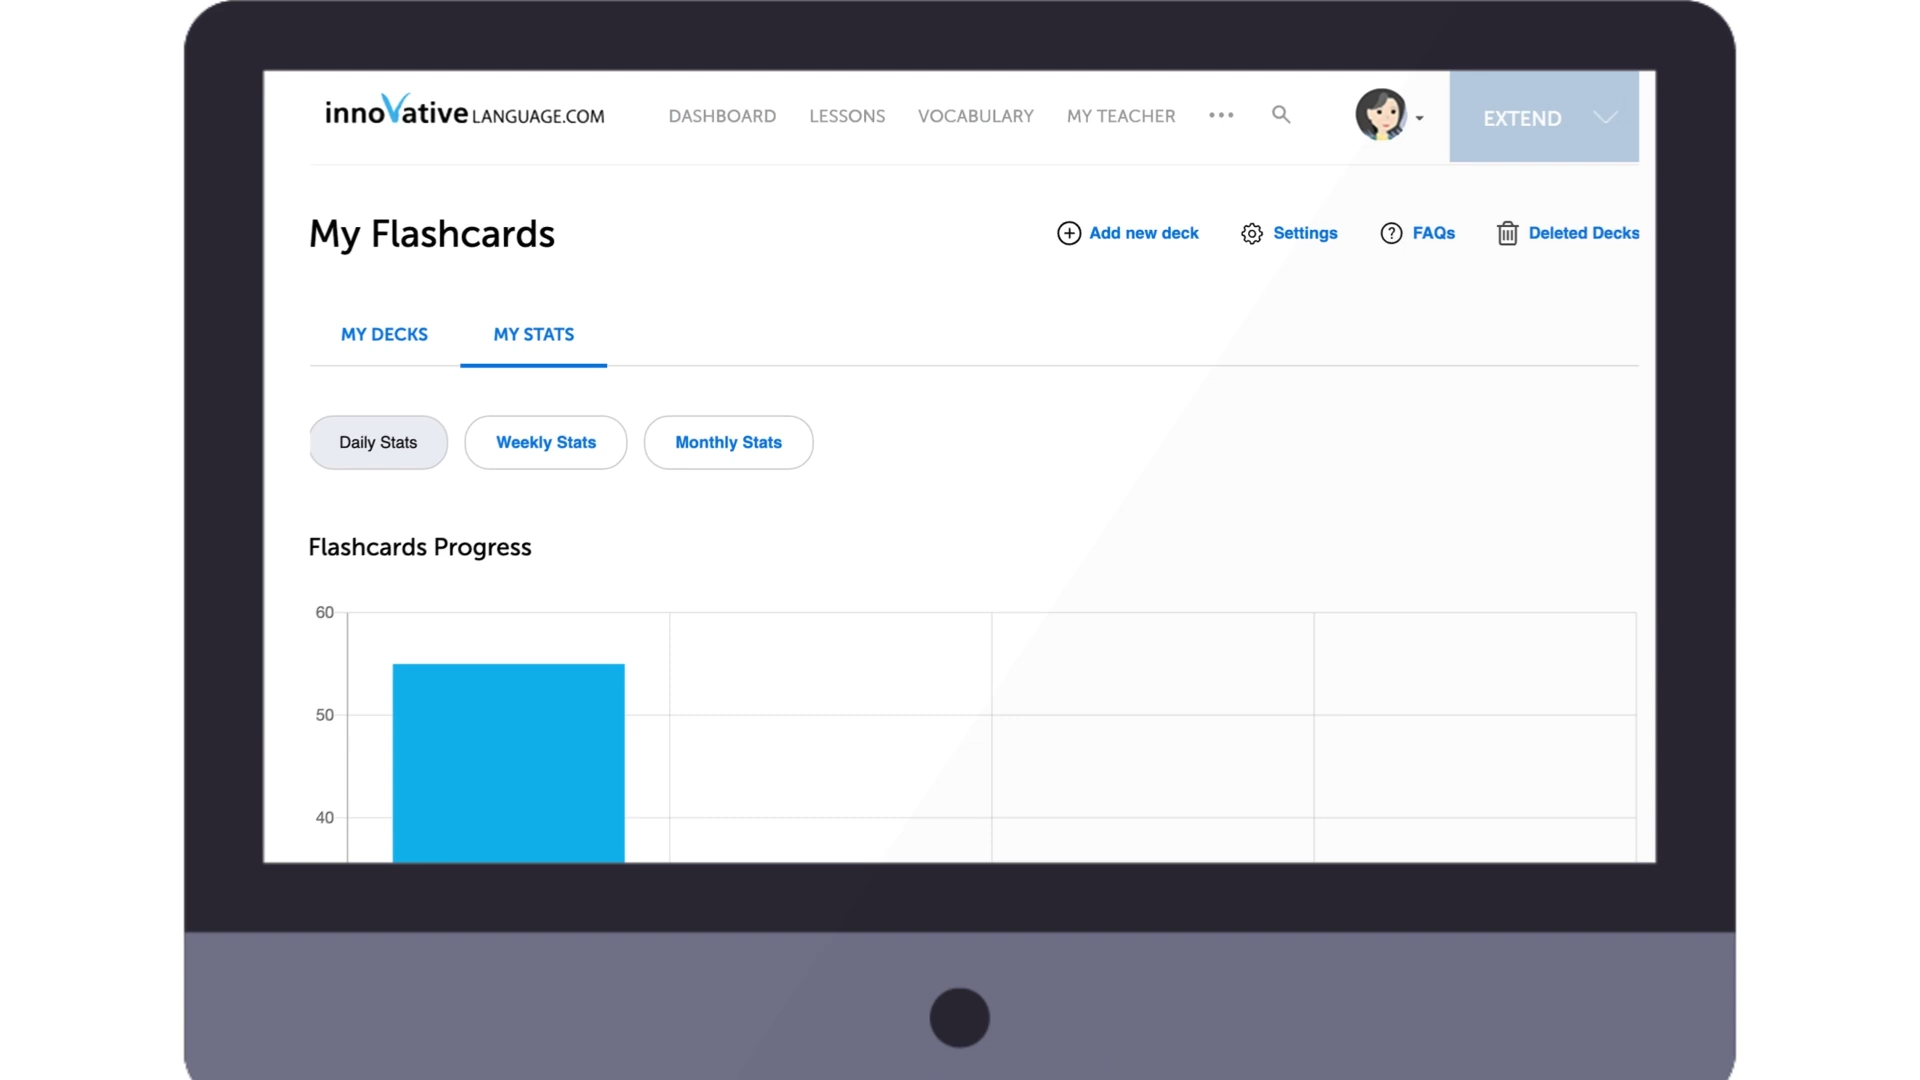 innoVative LANGUAGE.COM DASHBOARD LESSONS VOCABULARY MY TEACHER ••• EXTEND
My Flashcards Add new deck Settings ? FAQs Deleted Decks
MY DECKS MY STATS
Daily Stats Weekly Stats Monthly Stats
Flashcards Progress
60
50
40